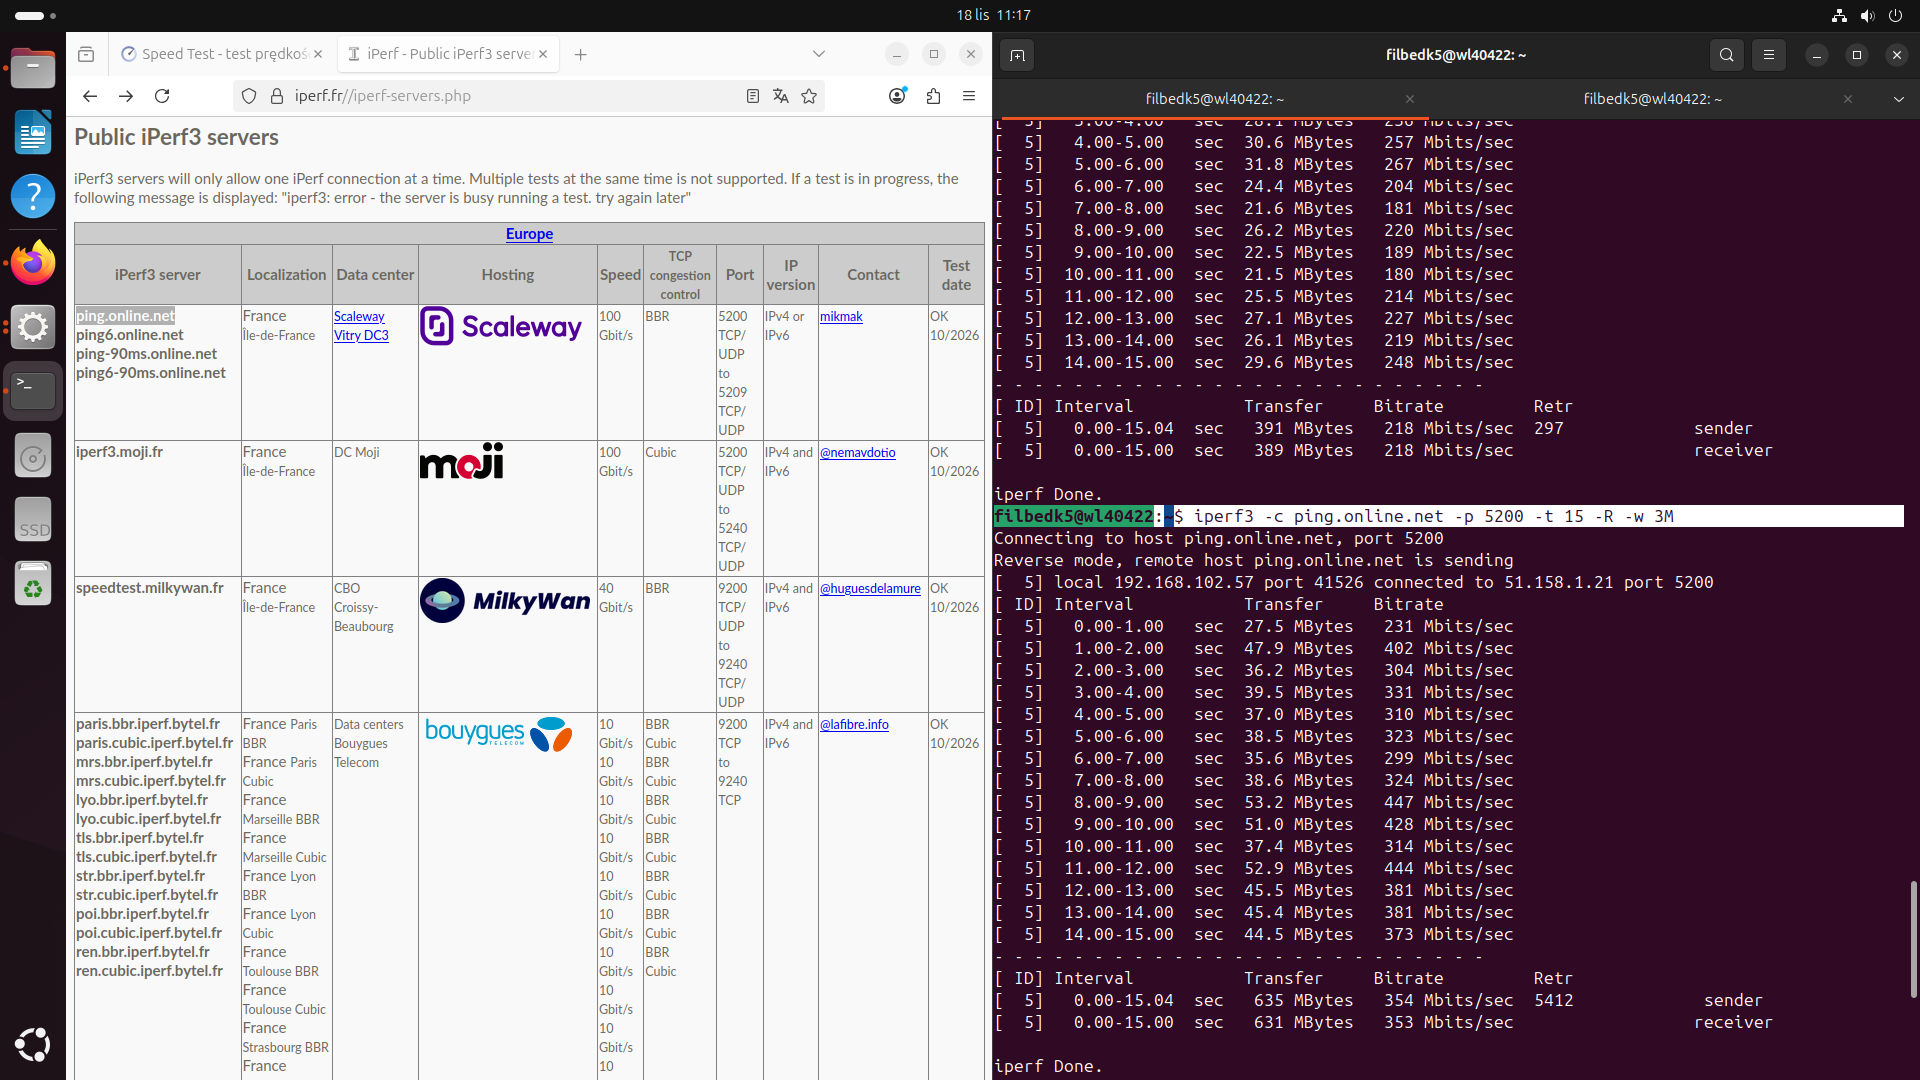 18 lis 11:17
Speed Test - test prędkoś
iPerf - Public iPerf3 serve
iperf.fr//iperf-servers.php
Public iPerf3 servers
iPerf3 servers will only allow one iPerf connection at a time. Multiple tests at the same time is not supported. If a test is in progress, the
following message is displayed: "iperf3: error - the server is busy running a test. try again later"
Europe
iPerf3 server Localization Data center Hosting Speed TCP congestion control Port IP version Contact Test date
ping.online.net France Scaleway Scaleway 100 BBR 5200 IPv4 or mikmak OK
ping6.online.net Île-de-France Vitry DC3 Gbit/s TCP/ IPv6 10/2026
ping-90ms.online.net UDP
ping6-90ms.online.net to
5209
TCP/
UDP
iperf3.moji.fr France DC Moji moji 100 Cubic 5200 IPv4 and @nemavdotio OK
Île-de-France Gbit/s TCP/ IPv6 10/2026
UDP
to
5240
TCP/
UDP
speedtest.milkywan.fr France CBO MilkyWan 40 BBR 9200 IPv4 and @huguesdelamure OK
Île-de-France Croissy- Gbit/s TCP/ IPv6 10/2026
Beaubourg UDP
to
9240
TCP/
UDP
paris.bbr.iperf.bytel.fr France Paris Data centers bouygues TELECOM 10 BBR 9200 IPv4 and @lafibre.info OK
paris.cubic.iperf.bytel.fr BBR Bouygues Gbit/s Cubic TCP IPv6 10/2026
mrs.bbr.iperf.bytel.fr France Paris Telecom 10 BBR to
mrs.cubic.iperf.bytel.fr Cubic Gbit/s Cubic 9240
lyo.bbr.iperf.bytel.fr France 10 BBR TCP
lyo.cubic.iperf.bytel.fr Marseille BBR Gbit/s Cubic
tls.bbr.iperf.bytel.fr France 10 BBR
tls.cubic.iperf.bytel.fr Marseille Cubic Gbit/s Cubic
str.bbr.iperf.bytel.fr France Lyon 10 BBR
str.cubic.iperf.bytel.fr BBR Gbit/s Cubic
poi.bbr.iperf.bytel.fr France Lyon 10 BBR
poi.cubic.iperf.bytel.fr Cubic Gbit/s Cubic
ren.bbr.iperf.bytel.fr France 10 BBR
ren.cubic.iperf.bytel.fr Toulouse BBR Gbit/s Cubic
France 10
Toulouse Cubic Gbit/s
France 10
Strasbourg BBR Gbit/s
France 10
SSD
filbedk5@wl40422: ~
filbedk5@wl40422: ~
filbedk5@wl40422: ~
[  5]   3.00-4.00   sec  28.1 MBytes   236 Mbits/sec
[  5]   4.00-5.00   sec  30.6 MBytes   257 Mbits/sec
[  5]   5.00-6.00   sec  31.8 MBytes   267 Mbits/sec
[  5]   6.00-7.00   sec  24.4 MBytes   204 Mbits/sec
[  5]   7.00-8.00   sec  21.6 MBytes   181 Mbits/sec
[  5]   8.00-9.00   sec  26.2 MBytes   220 Mbits/sec
[  5]   9.00-10.00  sec  22.5 MBytes   189 Mbits/sec
[  5]  10.00-11.00  sec  21.5 MBytes   180 Mbits/sec
[  5]  11.00-12.00  sec  25.5 MBytes   214 Mbits/sec
[  5]  12.00-13.00  sec  27.1 MBytes   227 Mbits/sec
[  5]  13.00-14.00  sec  26.1 MBytes   219 Mbits/sec
[  5]  14.00-15.00  sec  29.6 MBytes   248 Mbits/sec
- - - - - - - - - - - - - - - - - - - - - - - - -
[ ID] Interval           Transfer     Bitrate         Retr
[  5]   0.00-15.04  sec   391 MBytes   218 Mbits/sec  297             sender
[  5]   0.00-15.00  sec   389 MBytes   218 Mbits/sec                  receiver
iperf Done.
filbedk5@wl40422:~$ iperf3 -c ping.online.net -p 5200 -t 15 -R -w 3M
Connecting to host ping.online.net, port 5200
Reverse mode, remote host ping.online.net is sending
[  5] local 192.168.102.57 port 41526 connected to 51.158.1.21 port 5200
[ ID] Interval           Transfer     Bitrate
[  5]   0.00-1.00   sec  27.5 MBytes   231 Mbits/sec
[  5]   1.00-2.00   sec  47.9 MBytes   402 Mbits/sec
[  5]   2.00-3.00   sec  36.2 MBytes   304 Mbits/sec
[  5]   3.00-4.00   sec  39.5 MBytes   331 Mbits/sec
[  5]   4.00-5.00   sec  37.0 MBytes   310 Mbits/sec
[  5]   5.00-6.00   sec  38.5 MBytes   323 Mbits/sec
[  5]   6.00-7.00   sec  35.6 MBytes   299 Mbits/sec
[  5]   7.00-8.00   sec  38.6 MBytes   324 Mbits/sec
[  5]   8.00-9.00   sec  53.2 MBytes   447 Mbits/sec
[  5]   9.00-10.00  sec  51.0 MBytes   428 Mbits/sec
[  5]  10.00-11.00  sec  37.4 MBytes   314 Mbits/sec
[  5]  11.00-12.00  sec  52.9 MBytes   444 Mbits/sec
[  5]  12.00-13.00  sec  45.5 MBytes   381 Mbits/sec
[  5]  13.00-14.00  sec  45.4 MBytes   381 Mbits/sec
[  5]  14.00-15.00  sec  44.5 MBytes   373 Mbits/sec
- - - - - - - - - - - - - - - - - - - - - - - - -
[ ID] Interval           Transfer     Bitrate         Retr
[  5]   0.00-15.04  sec   635 MBytes   354 Mbits/sec  5412             sender
[  5]   0.00-15.00  sec   631 MBytes   353 Mbits/sec                  receiver
iperf Done.